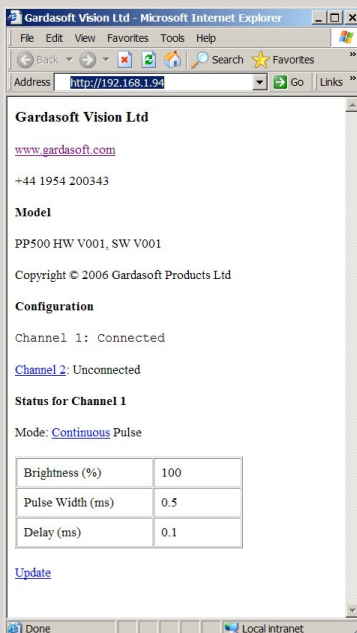 Gardasoft Vision Ltd - Microsoft Internet Explorer
File Edit View Favorites Tools Help
Back Search Favorites »
Address http://192.168.1.94 Go Links »
Gardasoft Vision Ltd
www.gardasoft.com
+44 1954 200343
Model
PP500 HW V001, SW V001
Copyright © 2006 Gardasoft Products Ltd
Configuration
Channel 1: Connected
Channel 2: Unconnected
Status for Channel 1
Mode: Continuous Pulse
Brightness (%) 100
Pulse Width (ms) 0.5
Delay (ms) 0.1
Update
Done Local intranet